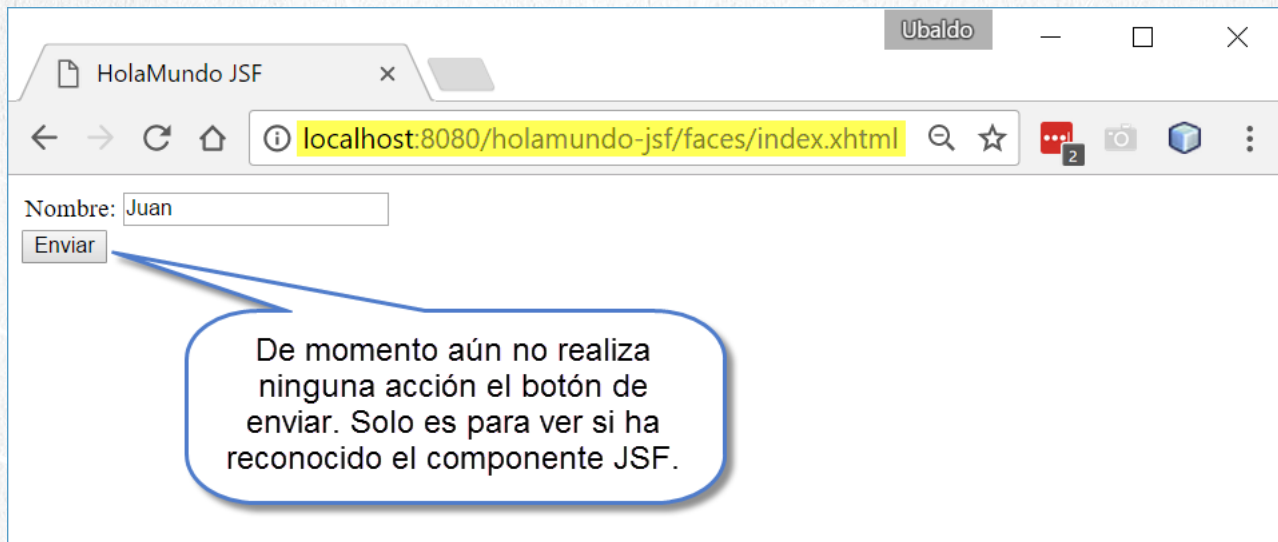 Ubaldo
HolaMundo JSF
localhost:8080/holamundo-jsf/faces/index.xhtml
2
Nombre: Juan
Enviar
De momento aún no realiza
ninguna acción el botón de
enviar. Solo es para ver si ha
reconocido el componente JSF.